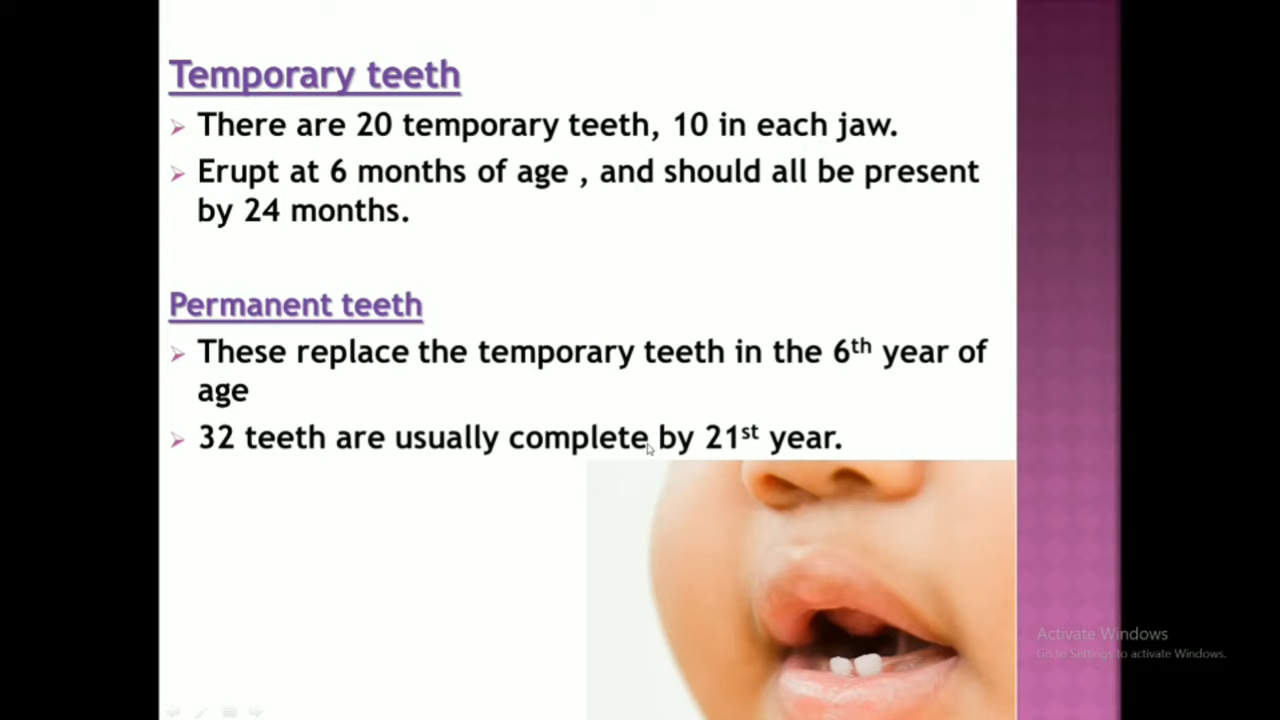 Temporary teeth
There are 20 temporary teeth, 10 in each jaw.
Erupt at 6 months of age , and should all be present
by 24 months.
Permanent teeth
These replace the temporary teeth in the 6th year of
age
32 teeth are usually complete by 21st year.
Activate Windows
Go to Settings to activate Windows.